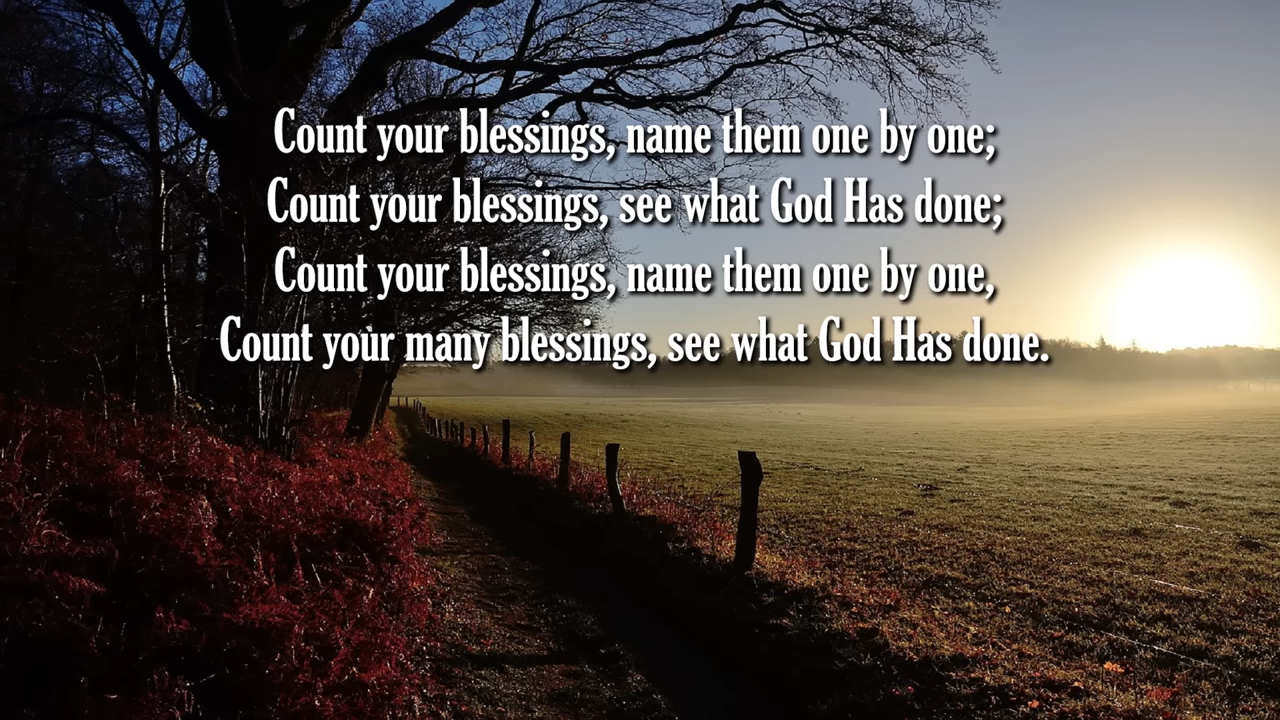 Count your blessings, name them one by one;
Count your blessings, see what God Has done;
Count your blessings, name them one by one,
Count your many blessings, see what God Has done.